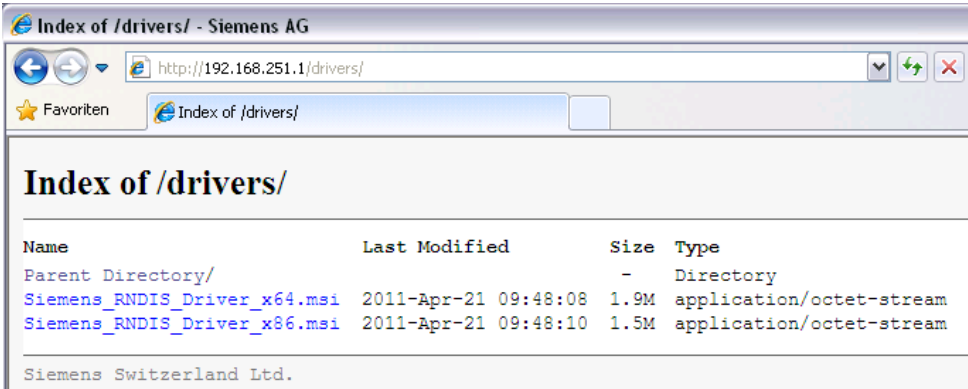 Index of /drivers/ - Siemens AG
http://192.168.251.1/drivers/
Favoriten Index of /drivers/
Index of /drivers/
Name Last Modified Size Type
Parent Directory/ - Directory
Siemens_RNDIS_Driver_x64.msi 2011-Apr-21 09:48:08 1.9M application/octet-stream
Siemens_RNDIS_Driver_x86.msi 2011-Apr-21 09:48:10 1.5M application/octet-stream
Siemens Switzerland Ltd.